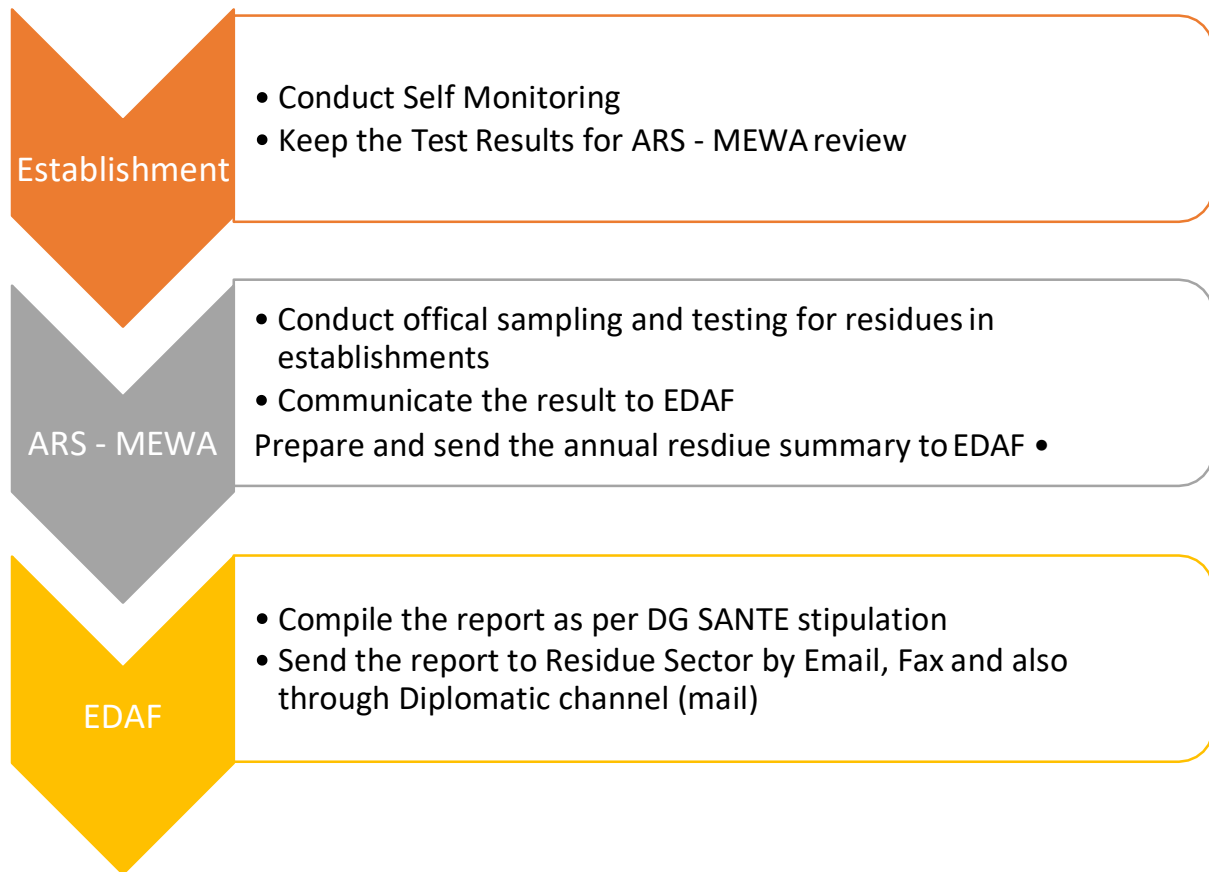 Establishment
• Conduct Self Monitoring
• Keep the Test Results for ARS - MEWA review
ARS - MEWA
• Conduct offical sampling and testing for residues in
establishments
• Communicate the result to EDAF
Prepare and send the annual resdiue summary to EDAF •
EDAF
• Compile the report as per DG SANTE stipulation
• Send the report to Residue Sector by Email, Fax and also
through Diplomatic channel (mail)